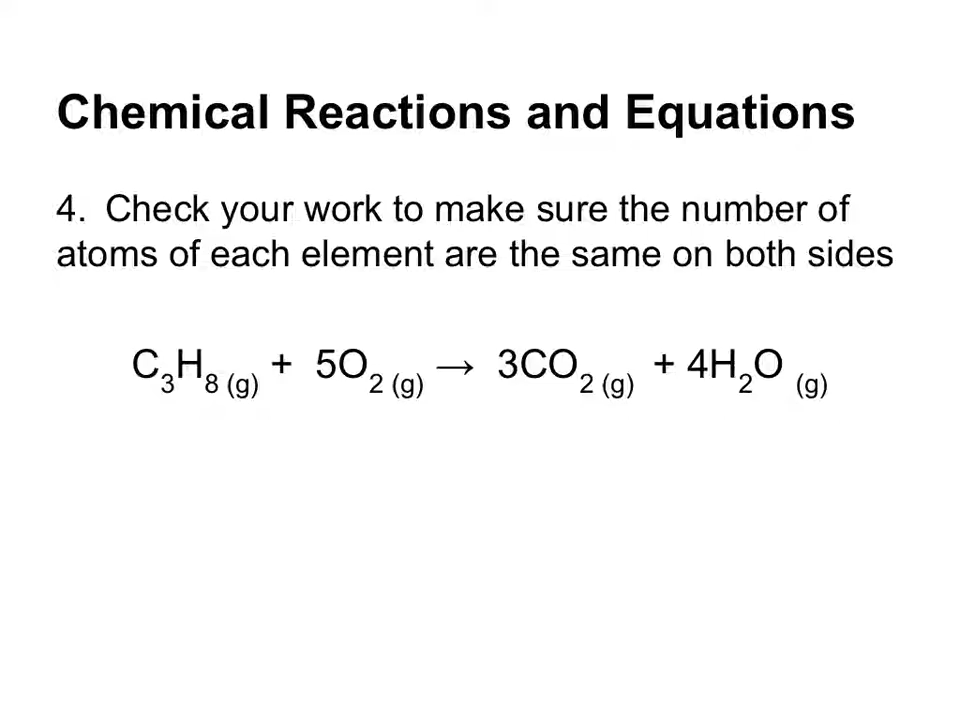 Chemical Reactions and Equations
4. Check your work to make sure the number of
atoms of each element are the same on both sides
C₃H₈ (g) + 5O₂ (g) → 3CO₂ (g) + 4H₂O (g)